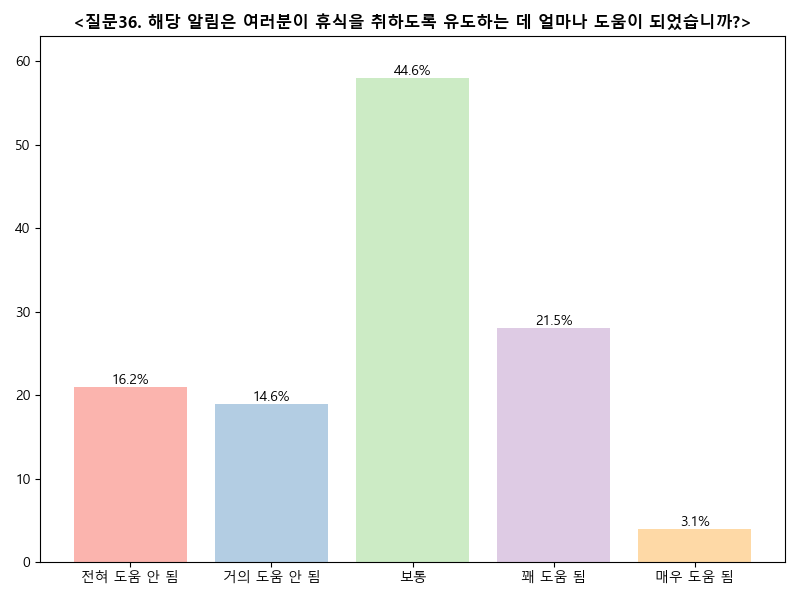 <질문36. 해당 알림은 여러분이 휴식을 취하도록 유도하는 데 얼마나 도움이 되었습니까?>
60
50
40
30
20
10
0
16.2%
14.6%
44.6%
21.5%
3.1%
전혀 도움 안 됨
거의 도움 안 됨
보통
꽤 도움 됨
매우 도움 됨